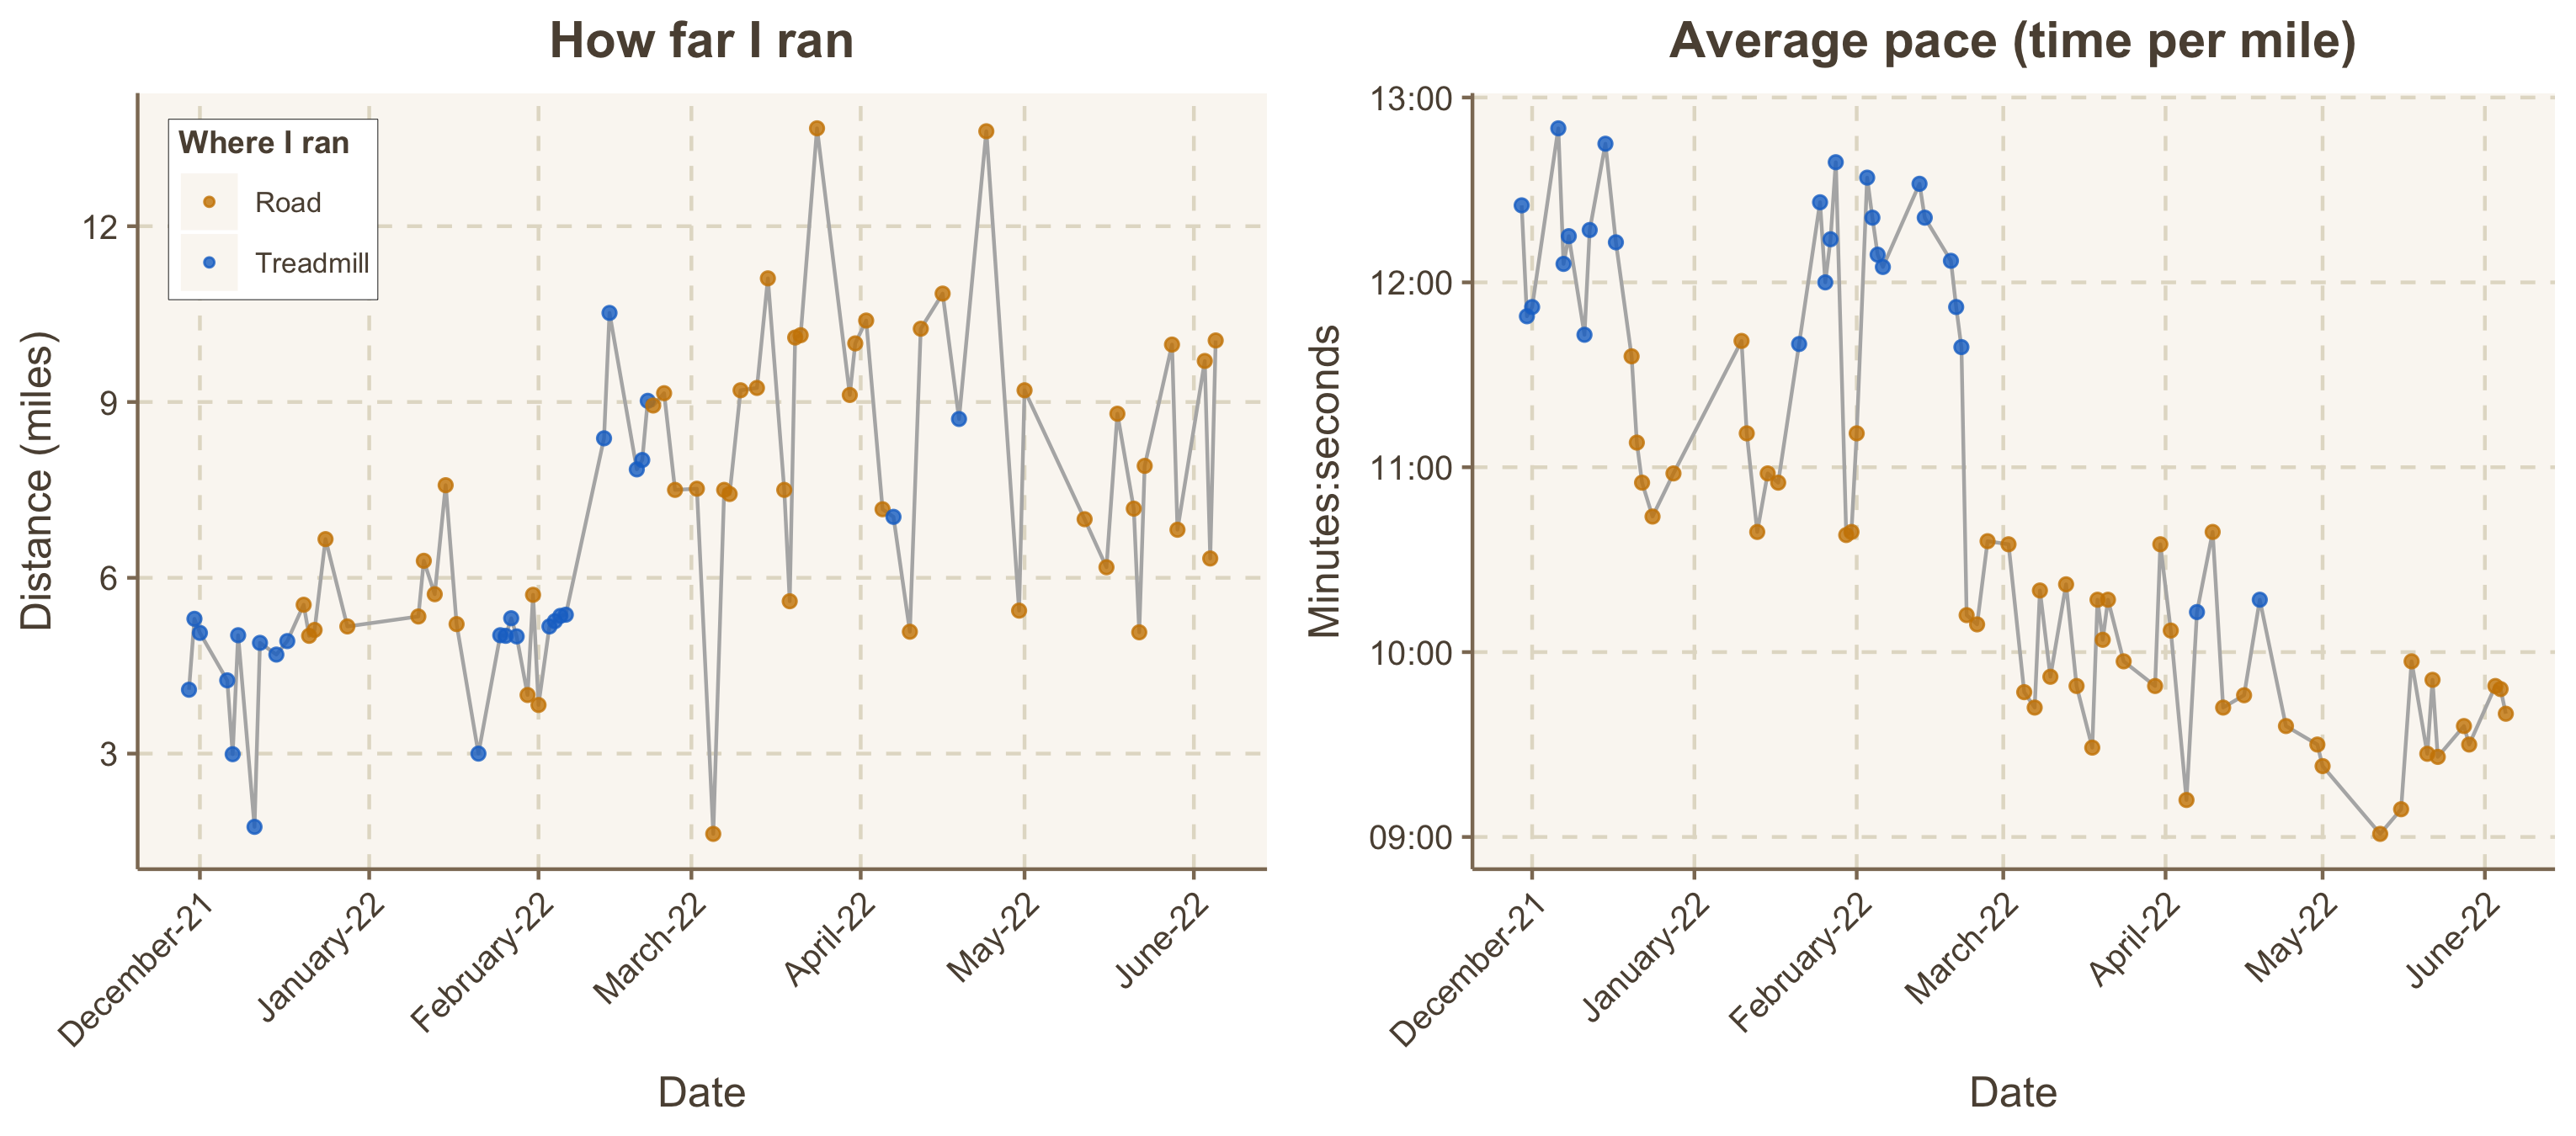 How far I ran
Where I ran
Road
Treadmill
12
9
6
3
Distance (miles)
December-21
January-22
February-22
March-22
April-22
May-22
June-22
Date
Average pace (time per mile)
13:00
12:00
11:00
10:00
09:00
Minutes:seconds
December-21
January-22
February-22
March-22
April-22
May-22
June-22
Date